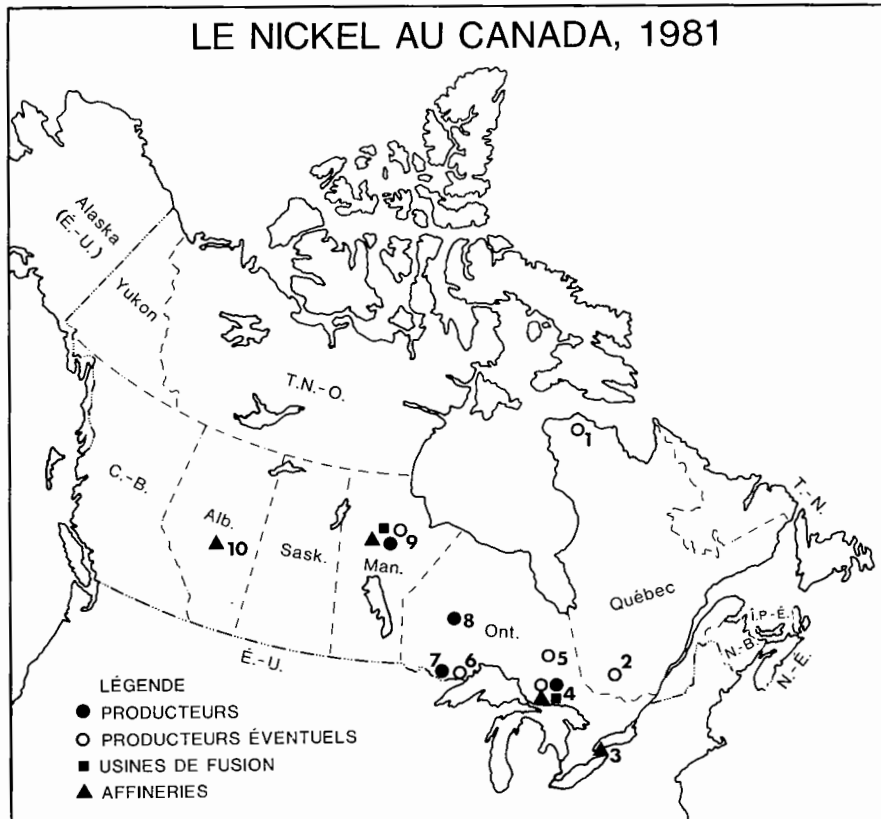 LE NICKEL AU CANADA, 1981
Alaska
(É.-U.)
Yukon
T.N.-O.
C.-B.
Alb.
10
Sask.
Man.
9
1
T.-N.
Québec
Î.P-É.
N-B.
N.-É.
8
Ont.
7
6
5
2
4
3
É.-U.
LÉGENDE
PRODUCTEURS
PRODUCTEURS ÉVENTUELS
USINES DE FUSION
AFFINERIES